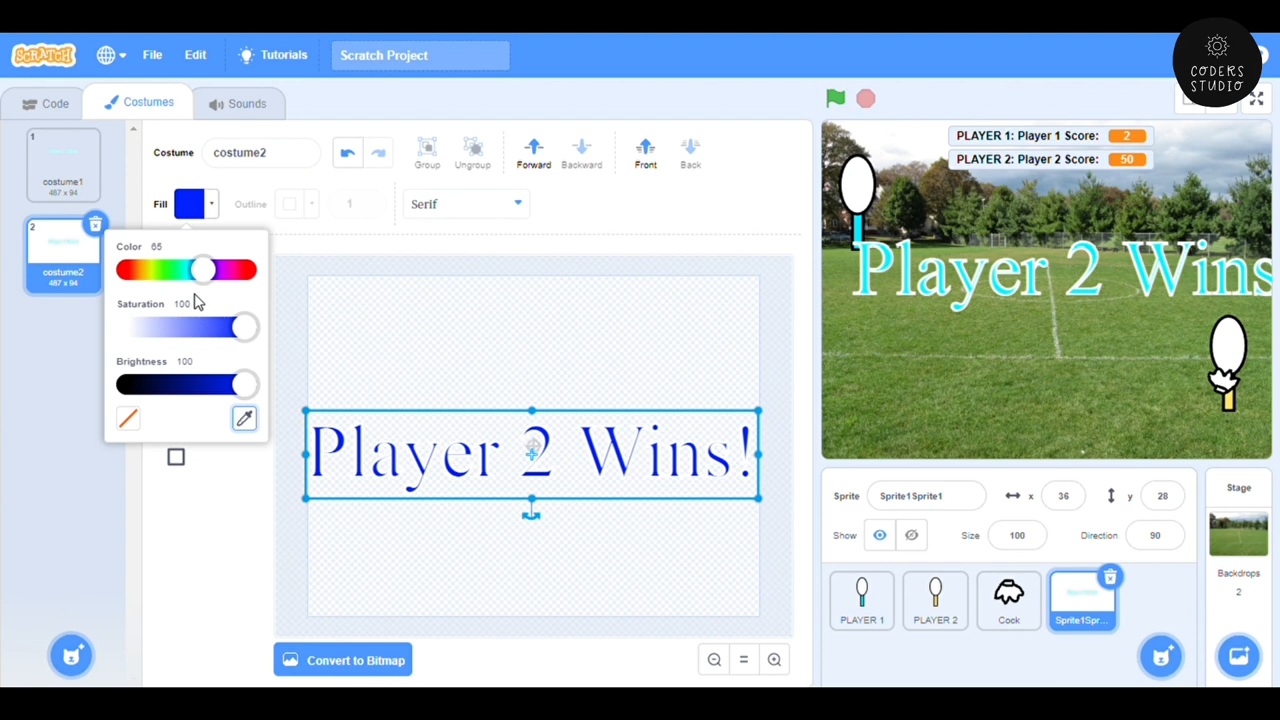 SCRATCH
File
Edit
Tutorials
Scratch Project
CODERS
STUDIO
Code
Costumes
Sounds
1
costume1
487 x 94
2
costume2
487 x 94
Costume
costume2
Group
Ungroup
Forward
Backward
Front
Back
Fill
Outline
1
Serif
Color 65
Saturation 100
Brightness 100
Player 2 Wins!
Convert to Bitmap
PLAYER 1: Player 1 Score: 2
PLAYER 2: Player 2 Score: 50
Player 2 Wins
Sprite
Sprite1Sprite1
x
36
y
28
Show
Size
100
Direction
90
PLAYER 1
PLAYER 2
Cock
Sprite1Spr...
Stage
Backdrops
2